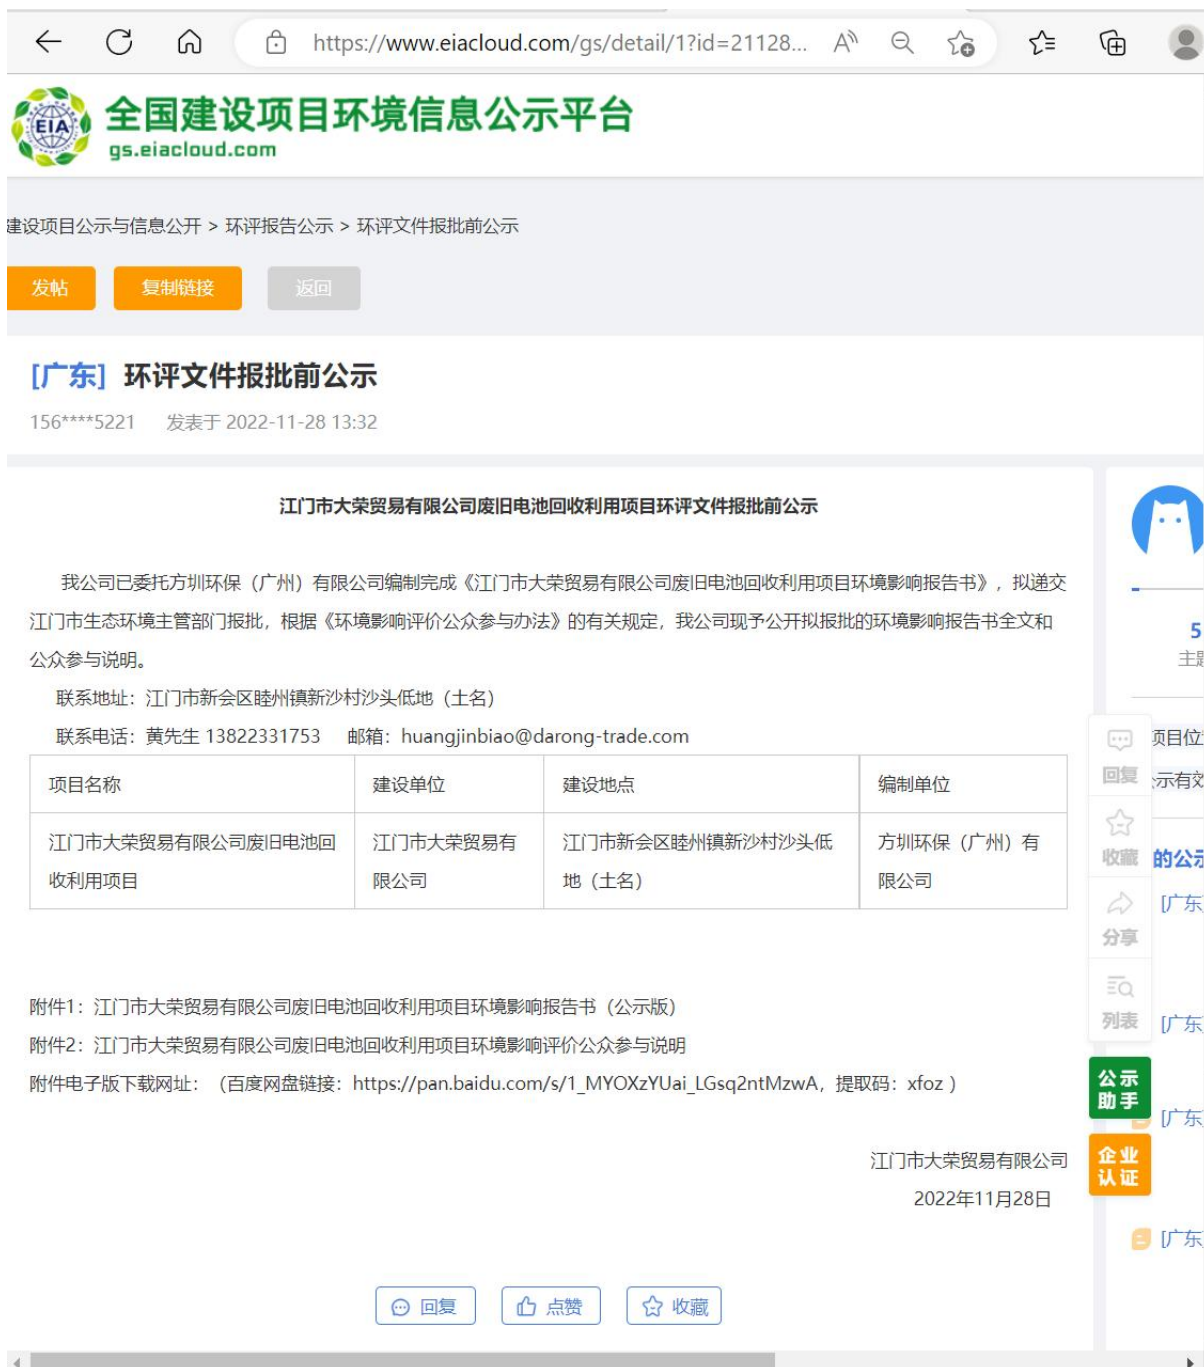 https://www.eiacloud.com/gs/detail/1?id=21128...
EIA
全国建设项目环境信息公示平台
gs.eiacloud.com
建设项目公示与信息公开 > 环评报告公示 > 环评文件报批前公示
发帖 复制链接 返回
[广东] 环评文件报批前公示
156****5221 发表于 2022-11-28 13:32
江门市大荣贸易有限公司废旧电池回收利用项目环评文件报批前公示
我公司已委托方圳环保（广州）有限公司编制完成《江门市大荣贸易有限公司废旧电池回收利用项目环境影响报告书》，拟递交
江门市生态环境主管部门报批，根据《环境影响评价公众参与办法》的有关规定，我公司现予公开拟报批的环境影响报告书全文和
公众参与说明。
联系地址：江门市新会区睦州镇新沙村沙头低地（土名）
联系电话：黄先生 13822331753 邮箱：huangjinbiao@darong-trade.com
项目名称 建设单位 建设地点 编制单位
江门市大荣贸易有限公司废旧电池回 江门市大荣贸易有 江门市新会区睦州镇新沙村沙头低 方圳环保（广州）有
收利用项目 限公司 地（土名） 限公司
附件1：江门市大荣贸易有限公司废旧电池回收利用项目环境影响报告书（公示版）
附件2：江门市大荣贸易有限公司废旧电池回收利用项目环境影响评价公众参与说明
附件电子版下载网址：（百度网盘链接：https://pan.baidu.com/s/1_MYOXzYUai_LGsq2ntMzwA，提取码：xfoz ）
江门市大荣贸易有限公司
2022年11月28日
回复 点赞 收藏
5
主题
项目位
示有效
的公示
[广东
[广东
[广东
[广东
回复
收藏
分享
列表
公示
助手
企业
认证